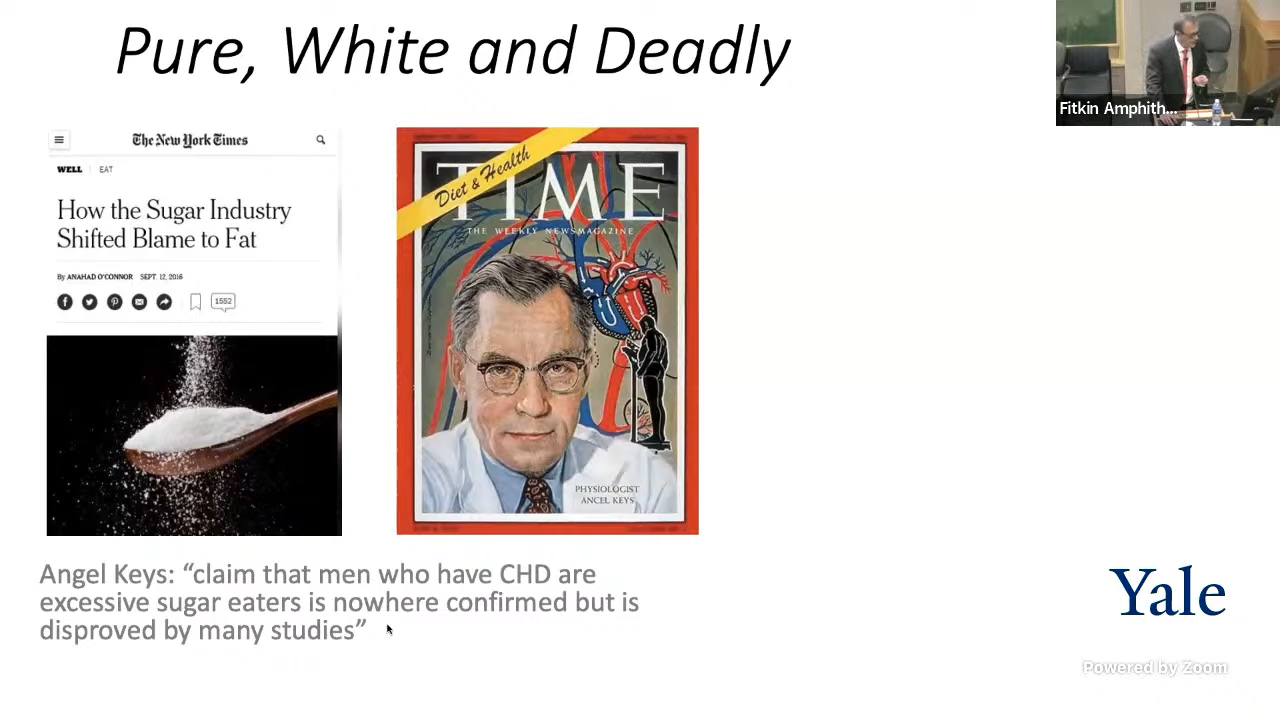 Pure, White and Deadly
Fitkin Amphith...
The New York Times
WELL EAT
How the Sugar Industry
Shifted Blame to Fat
By ANAHAD O'CONNOR SEPT. 12, 2016
1552
Diet & Health
TIME
THE WEEKLY NEWSMAGAZINE
PHYSIOLOGIST
ANCEL KEYS
Angel Keys: “claim that men who have CHD are
excessive sugar eaters is nowhere confirmed but is
disproved by many studies”
Yale
Powered by Zoom